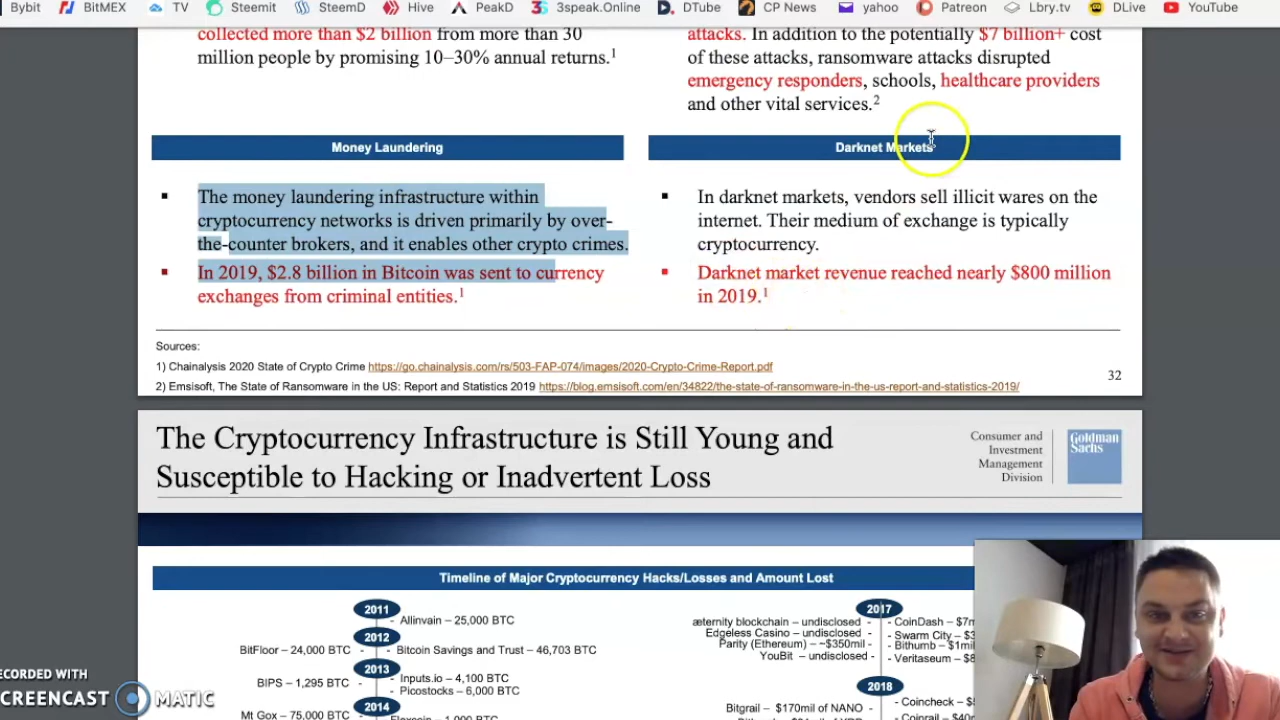 Bybit BitMEX TV Steemit SteemD Hive PeakD 3speak.Online DTube CP News yahoo Patreon Lbry.tv DLive YouTube
collected more than $2 billion from more than 30
million people by promising 10–30% annual returns.¹
attacks. In addition to the potentially $7 billion+ cost
of these attacks, ransomware attacks disrupted
emergency responders, schools, healthcare providers
and other vital services.²
Money Laundering
The money laundering infrastructure within
cryptocurrency networks is driven primarily by over-
the-counter brokers, and it enables other crypto crimes.
In 2019, $2.8 billion in Bitcoin was sent to currency
exchanges from criminal entities.¹
Darknet Markets
In darknet markets, vendors sell illicit wares on the
internet. Their medium of exchange is typically
cryptocurrency.
Darknet market revenue reached nearly $800 million
in 2019.¹
Sources:
1) Chainalysis 2020 State of Crypto Crime https://go.chainalysis.com/rs/503-FAP-074/images/2020-Crypto-Crime-Report.pdf
2) Emsisoft, The State of Ransomware in the US: Report and Statistics 2019 https://blog.emsisoft.com/en/34822/the-state-of-ransomware-in-the-us-report-and-statistics-2019/
32
The Cryptocurrency Infrastructure is Still Young and
Susceptible to Hacking or Inadvertent Loss
Consumer and
Investment
Management
Division
Goldman
Sachs
Timeline of Major Cryptocurrency Hacks/Losses and Amount Lost
2011
- Allinvain – 25,000 BTC
2012
BitFloor – 24,000 BTC -
- Bitcoin Savings and Trust – 46,703 BTC
2013
BIPS – 1,295 BTC -
- Inputs.io – 4,100 BTC
- Picostocks – 6,000 BTC
2014
Mt Gox – 75,000 BTC
2017
æternity blockchain – undisclosed -
Edgeless Casino – undisclosed -
Parity (Ethereum) – ~$350mil -
YouBit – undisclosed -
- CoinDash – $7m
- Swarm City – $3
- Bithumb – $1mil
- Veritaseum – $8
2018
Bitgrail – $170mil of NANO -
- Coincheck – $5
- Coinrail – $40m
ECORDED WITH
SCREENCAST MATIC